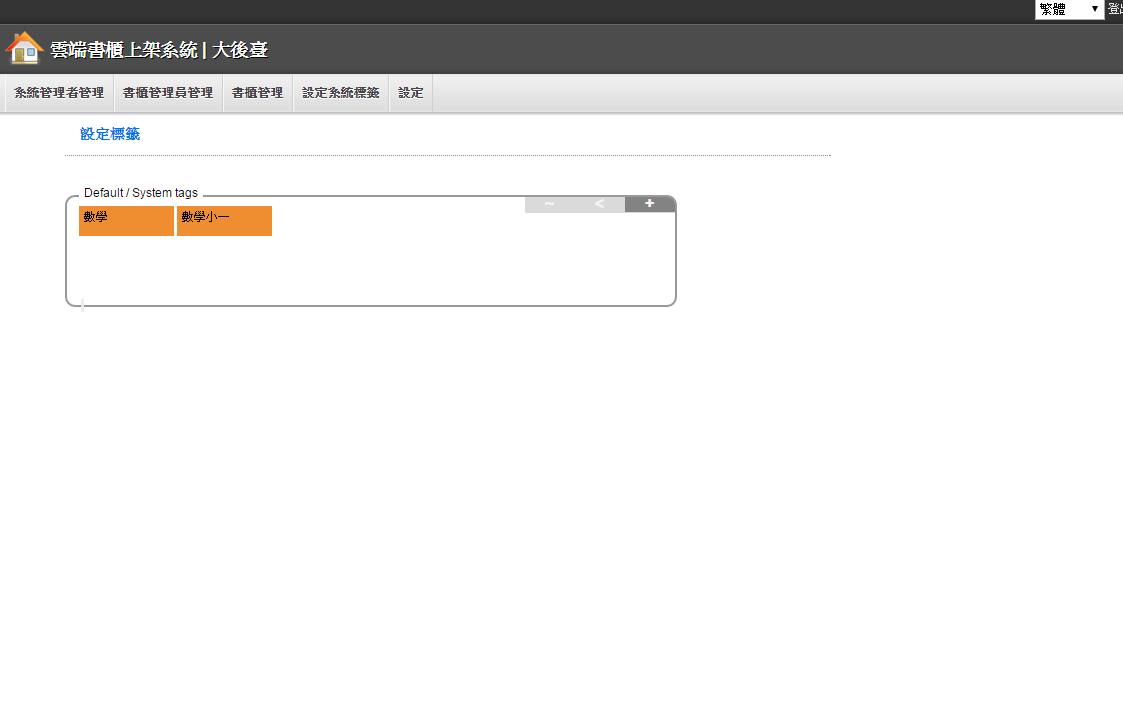 繁體
雲端書櫃上架系統 | 大後臺
系統管理者管理 書櫃管理員管理 書櫃管理 設定系統標籤 設定
設定標籤
Default / System tags
~ < +
數學 數學小一